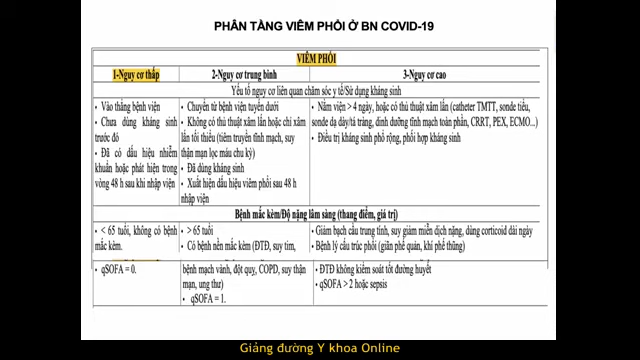 PHÂN TẦNG VIÊM PHỔI Ở BN COVID-19
VIÊM PHỔI
1-Nguy cơ thấp
2-Nguy cơ trung bình
3-Nguy cơ cao
Yếu tố nguy cơ liên quan chăm sóc y tế/Sử dụng kháng sinh
• Vào thẳng bệnh viện
• Chưa dùng kháng sinh
trước đó
• Đã có dấu hiệu nhiễm
khuẩn hoặc phát hiện trong
vòng 48 h sau khi nhập viện
• Chuyển từ bệnh viện tuyến dưới
• Không có thủ thuật xâm lấn hoặc chỉ xâm
lấn tối thiểu (tiêm truyền tĩnh mạch, suy
thận mạn lọc máu chu kỳ)
• Đã dùng kháng sinh
• Xuất hiện dấu hiệu viêm phổi sau 48 h
nhập viện
• Nằm viện > 4 ngày, hoặc có thủ thuật xâm lấn (catheter TMTT, sonde tiểu,
sonde dạ dày/tá tràng, dinh dưỡng tĩnh mạch toàn phần, CRRT, PEX, ECMO...)
• Điều trị kháng sinh phổ rộng, phối hợp kháng sinh
Bệnh mắc kèm/Độ nặng lâm sàng (thang điểm, giá trị)
• < 65 tuổi, không có bệnh
mắc kèm.
• > 65 tuổi
• Có bệnh nền mắc kèm (ĐTĐ, suy tim,
• Giảm bạch cầu trung tính, suy giảm miễn dịch nặng, dùng corticoid dài ngày
• Bệnh lý cấu trúc phổi (giãn phế quản, khí phế thũng)
• qSOFA = 0.
bệnh mạch vành, đột quỵ, COPD, suy thận
mạn, ung thư)
• qSOFA = 1.
• ĐTĐ không kiểm soát tốt đường huyết
• qSOFA > 2 hoặc sepsis
Giảng đường Y khoa Online